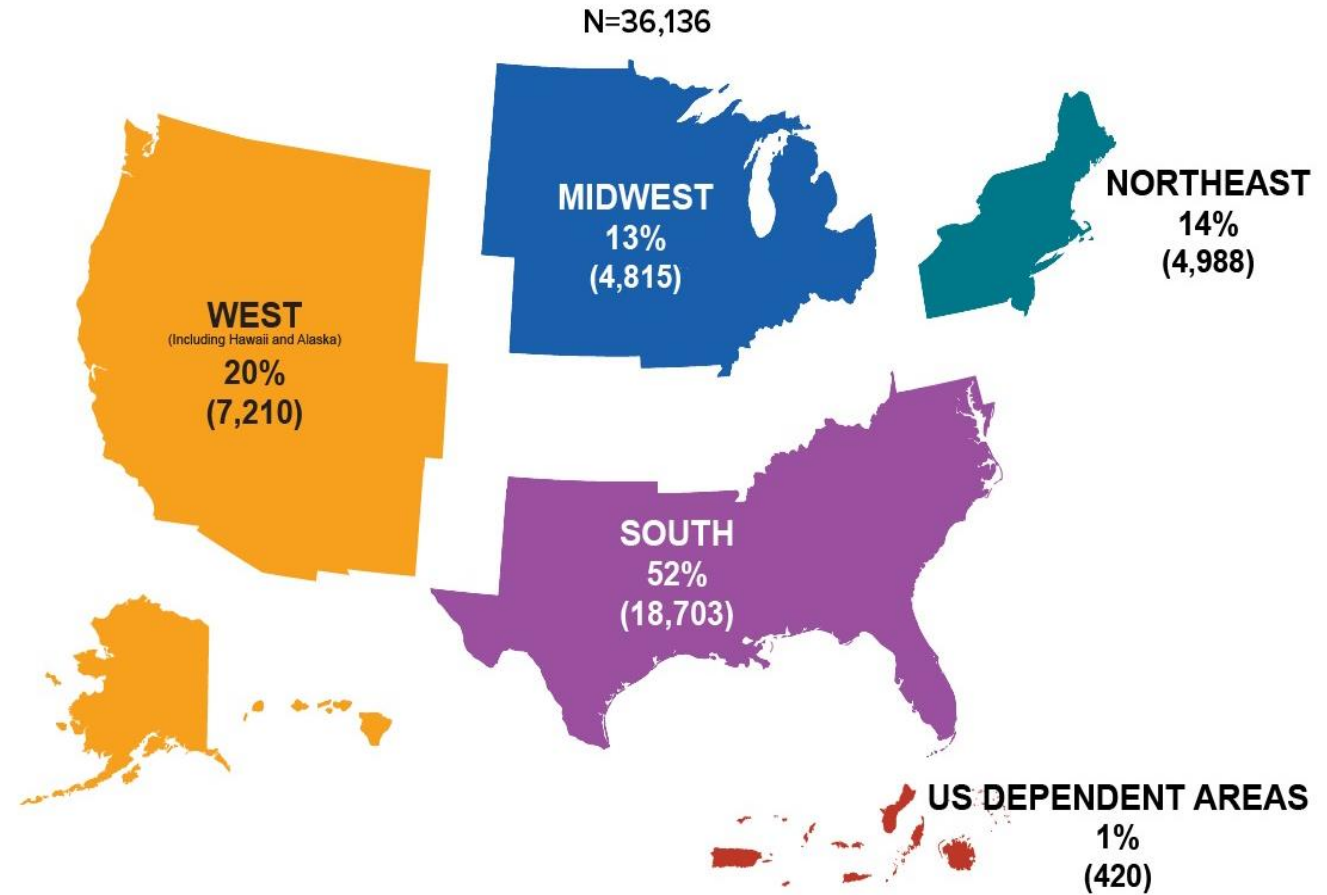 N=36,136
MIDWEST
13%
(4,815)
NORTHEAST
14%
(4,988)
WEST
(Including Hawaii and Alaska)
20%
(7,210)
SOUTH
52%
(18,703)
US DEPENDENT AREAS
1%
(420)